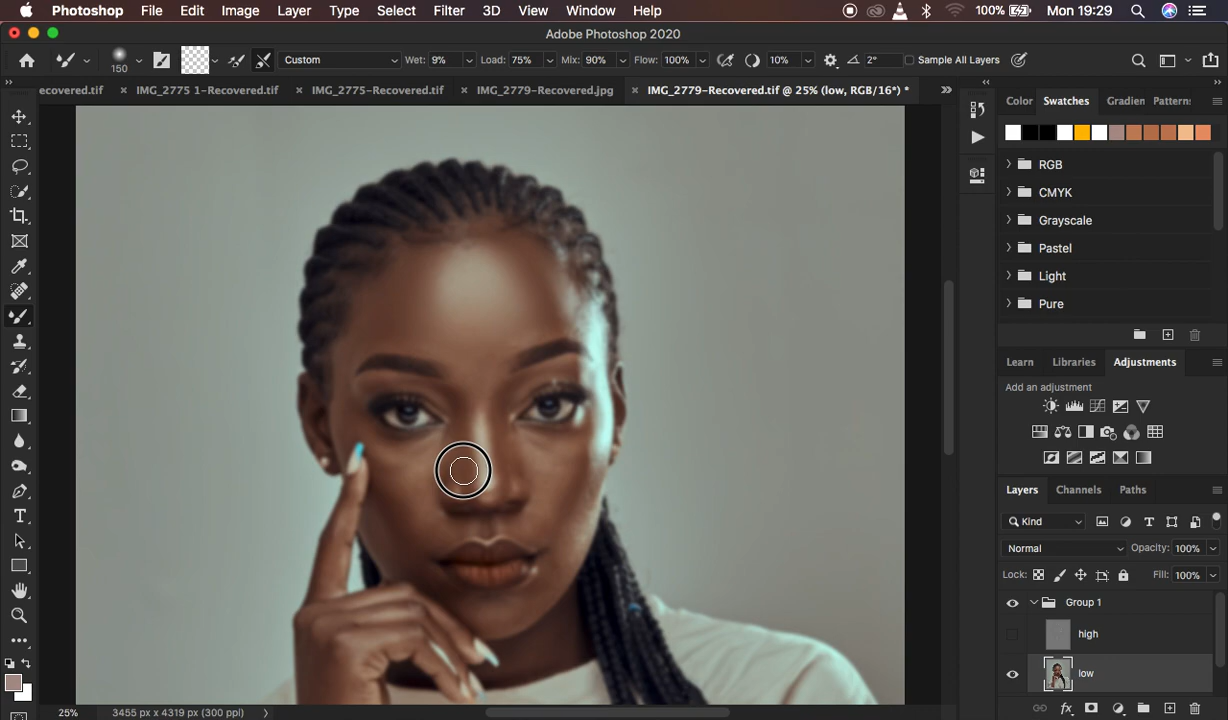 Photoshop File Edit Image Layer Type Select Filter 3D View Window Help 100% Mon 19:29
Adobe Photoshop 2020
150 Custom Wet: 9% Load: 75% Mix: 90% Flow: 100% 10% 2° Sample All Layers
ecovered.tif × IMG_2775 1-Recovered.tif × IMG_2775-Recovered.tif × IMG_2779-Recovered.jpg × IMG_2779-Recovered.tif @ 25% (low, RGB/16*) *
Color Swatches Gradien Pattern
RGB
CMYK
Grayscale
Pastel
Light
Pure
Learn Libraries Adjustments
Add an adjustment
Layers Channels Paths
Kind
Normal Opacity: 100%
Lock: Fill: 100%
Group 1
high
low
25% 3455 px x 4319 px (300 ppi)